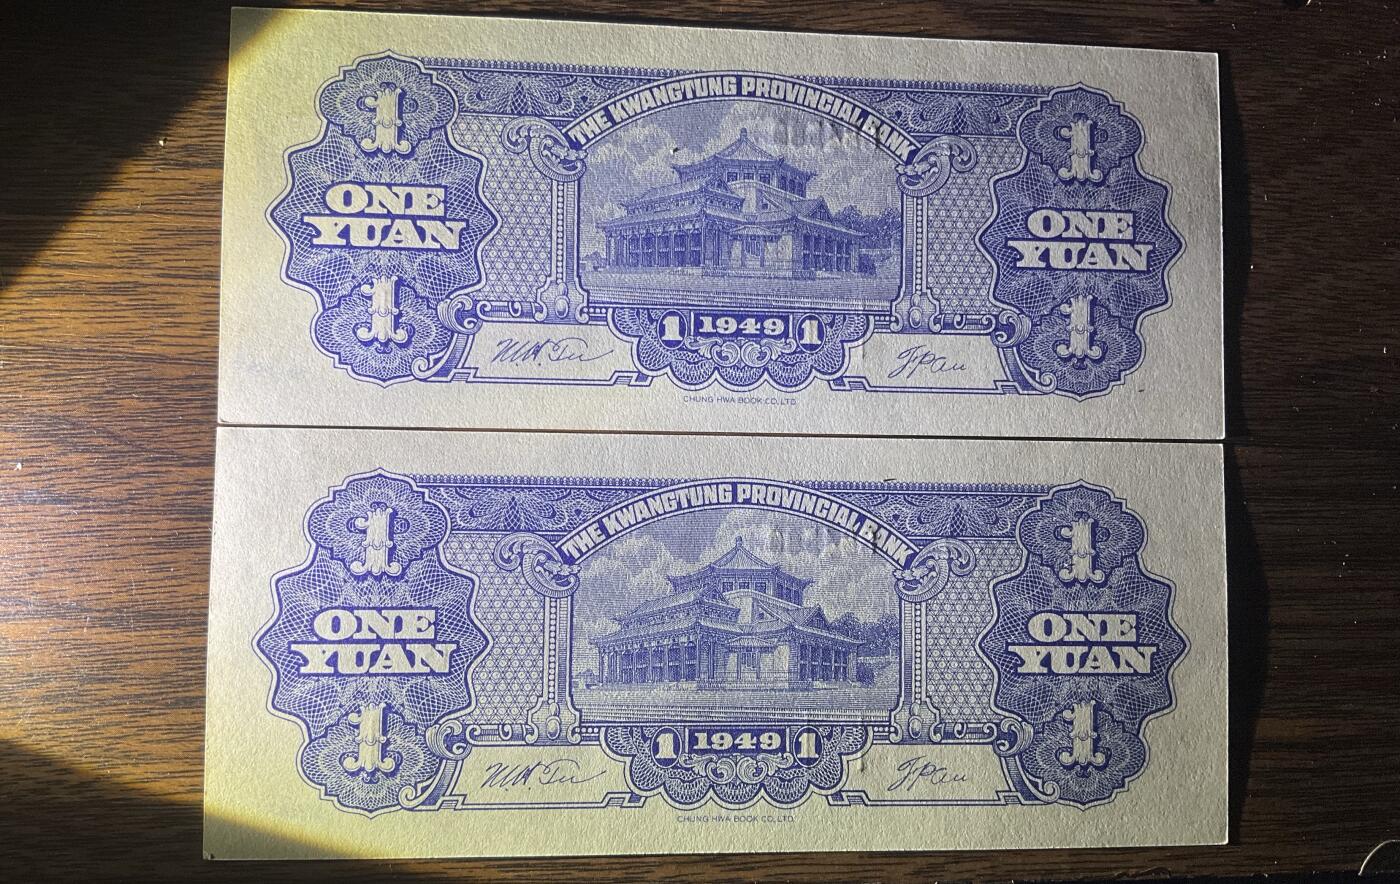 THE KWANGTUNG PROVINCIAL BANK
1 1
ONE YUAN ONE YUAN
1 1
1 1949 1
CHUNG HWA BOOK CO., LTD.
THE KWANGTUNG PROVINCIAL BANK
1 1
ONE YUAN ONE YUAN
1 1
1 1949 1
CHUNG HWA BOOK CO., LTD.